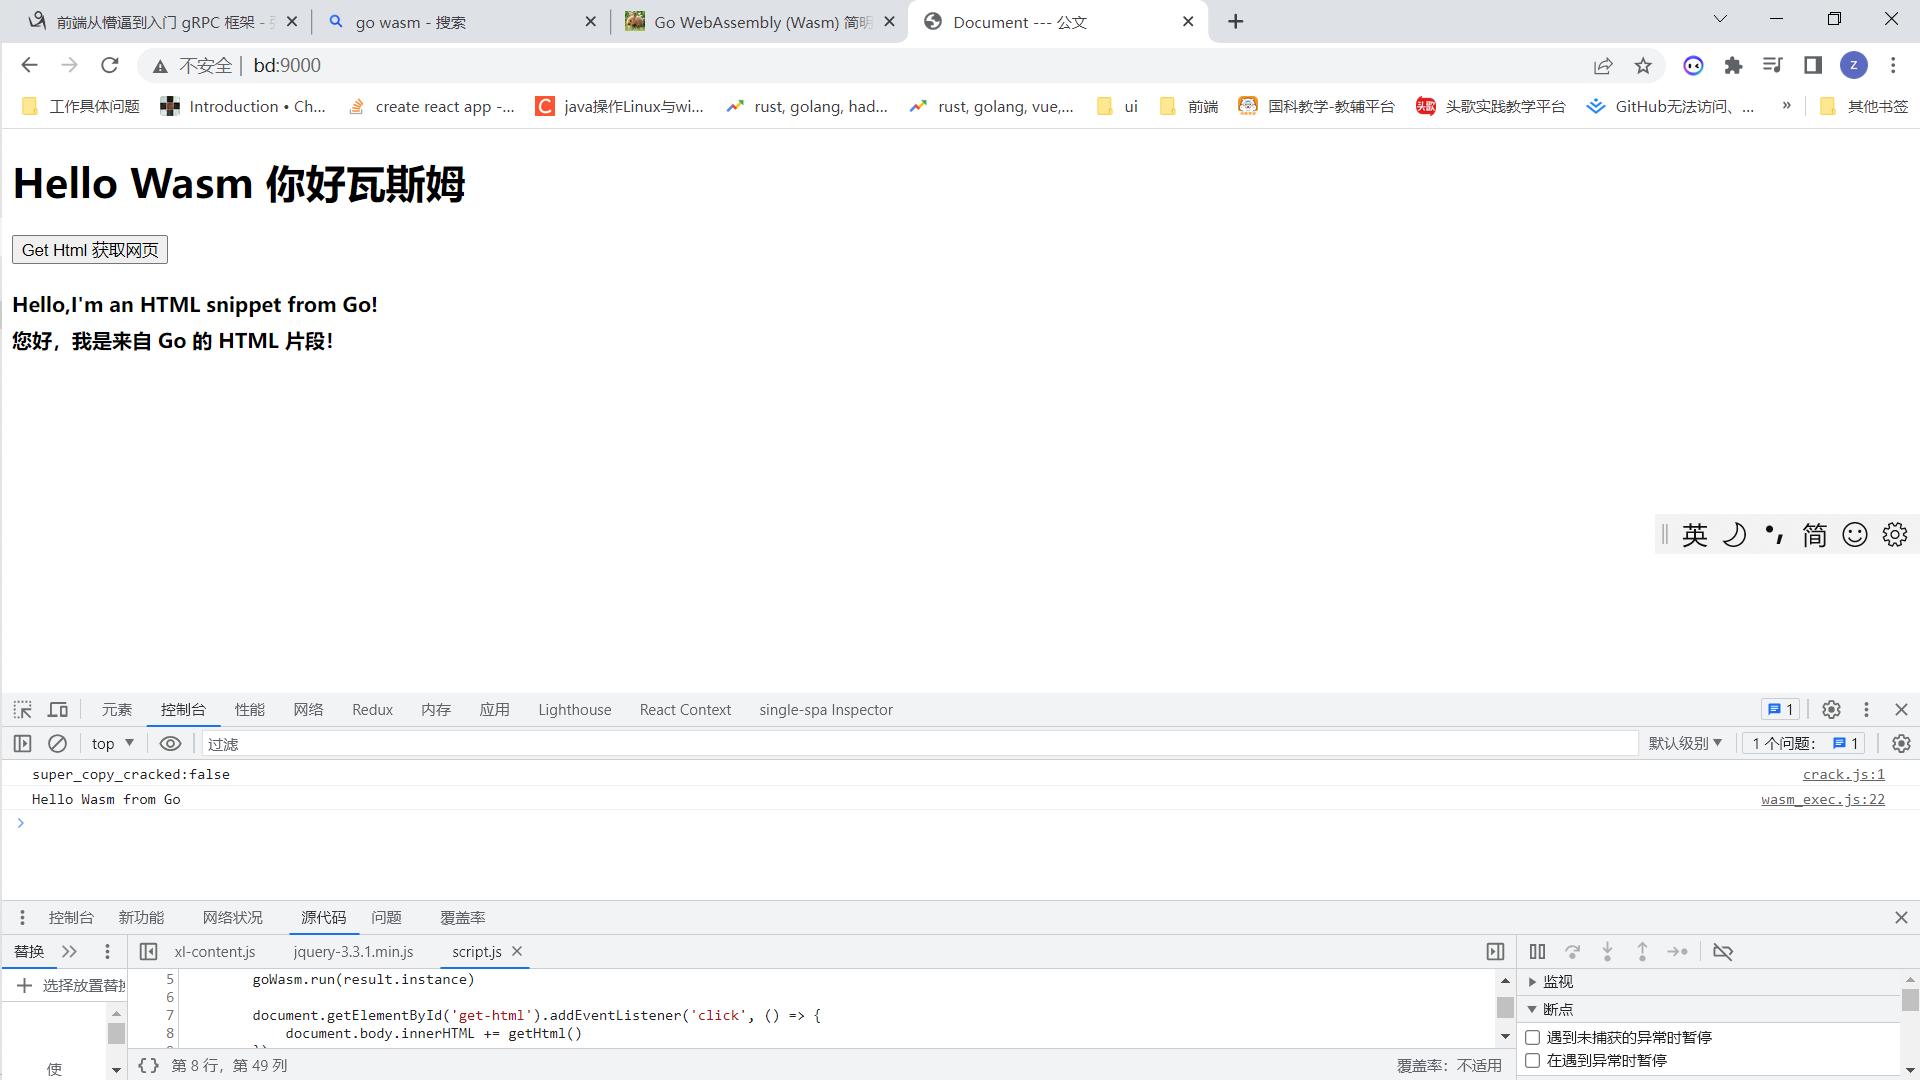 前端从懵逼到入门 gRPC 框架 -
go wasm - 搜索
Go WebAssembly (Wasm) 简明
Document --- 公文
不安全
bd:9000
z
工作具体问题
Introduction • Ch...
create react app -...
java操作Linux与wi...
rust, golang, had...
rust, golang, vue,...
ui
前端
国科教学-教辅平台
头歌
头歌实践教学平台
GitHub无法访问、...
»
其他书签
Hello Wasm 你好瓦斯姆
Get Html 获取网页
Hello,I'm an HTML snippet from Go!
您好，我是来自 Go 的 HTML 片段！
英
简
元素
控制台
性能
网络
Redux
内存
应用
Lighthouse
React Context
single-spa Inspector
1
top
过滤
默认级别
1 个问题：
1
super_copy_cracked:false
crack.js:1
Hello Wasm from Go
wasm_exec.js:22
控制台
新功能
网络状况
源代码
问题
覆盖率
替换
xl-content.js
jquery-3.3.1.min.js
script.js
选择放置替换
使
5 goWasm.run(result.instance)
6
7 document.getElementById('get-html').addEventListener('click', () => {
8 document.body.innerHTML += getHtml()
{} 第 8 行，第 49 列
覆盖率：不适用
监视
断点
遇到未捕获的异常时暂停
在遇到异常时暂停